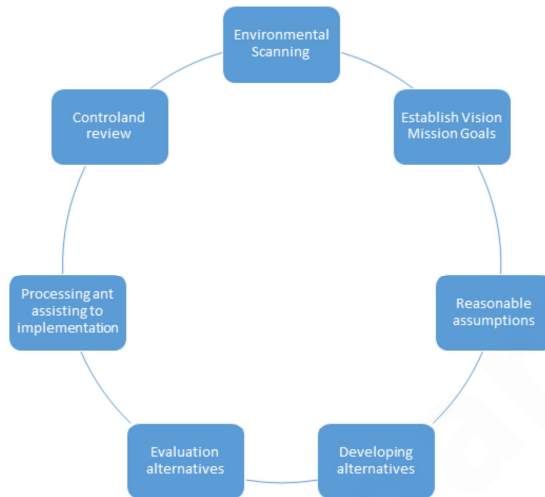 Environmental
Scanning
Establish Vision
Mission Goals
Reasonable
assumptions
Developing
alternatives
Evaluation
alternatives
Processing ant
assisting to
implementation
Controland
review